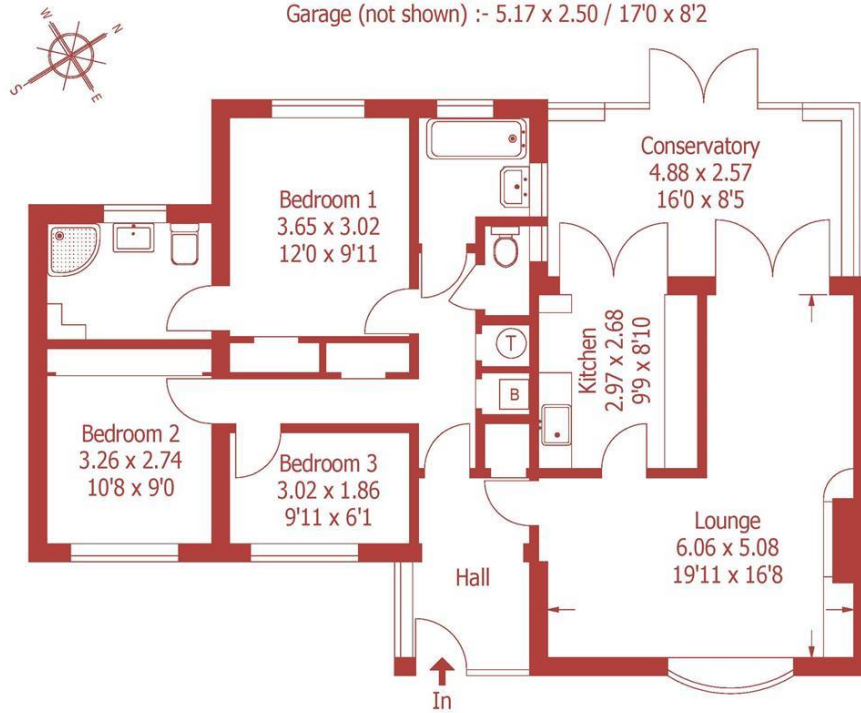 Garage (not shown) :- 5.17 x 2.50 / 17'0 x 8'2
W
N
S
E
Conservatory
4.88 x 2.57
16'0 x 8'5
Bedroom 1
3.65 x 3.02
12'0 x 9'11
T
B
Kitchen
2.97 x 2.68
9'9 x 8'10
Bedroom 2
3.26 x 2.74
10'8 x 9'0
Bedroom 3
3.02 x 1.86
9'11 x 6'1
Lounge
6.06 x 5.08
19'11 x 16'8
Hall
In